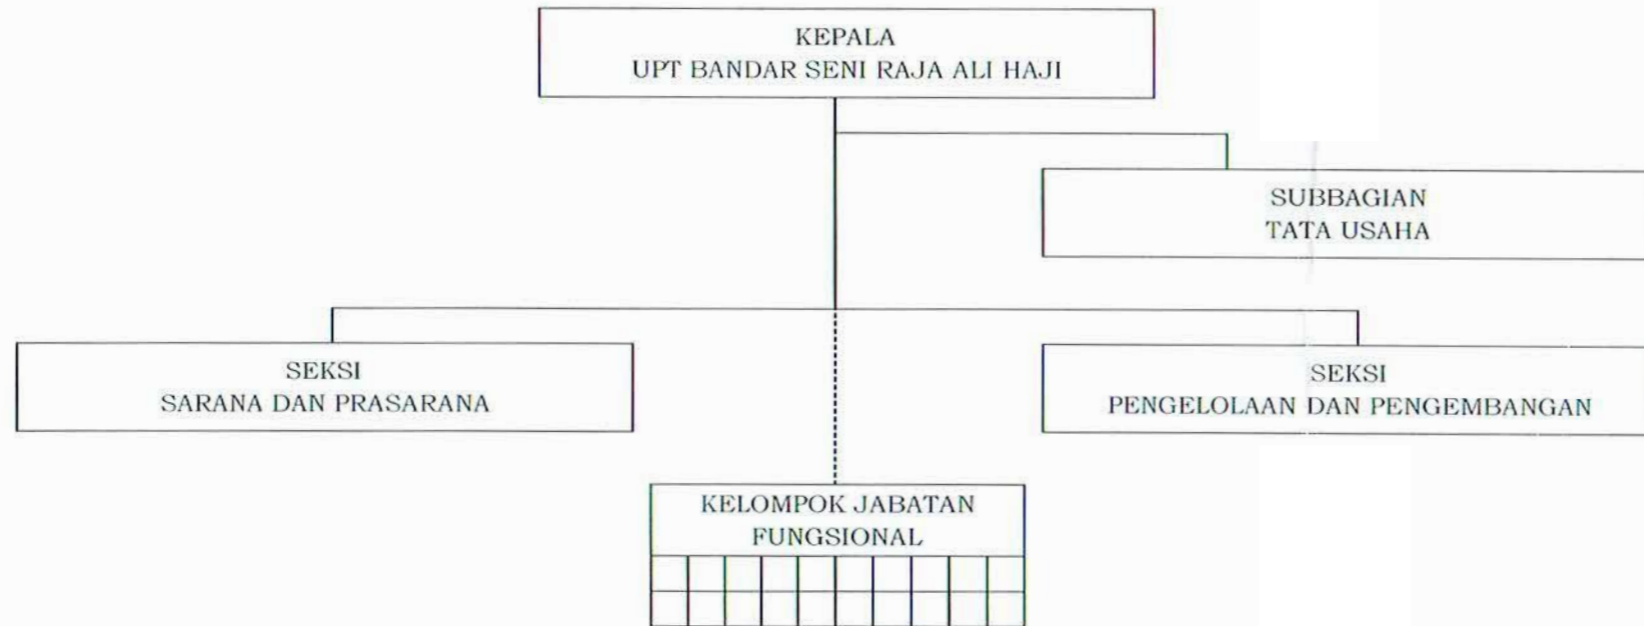 KEPALA
UPT BANDAR SENI RAJA ALI HAJI
SUBBAGIAN
TATA USAHA
SEKSI
SARANA DAN PRASARANA
SEKSI
PENGELOLAAN DAN PENGEMBANGAN
KELOMPOK JABATAN
FUNGSIONAL